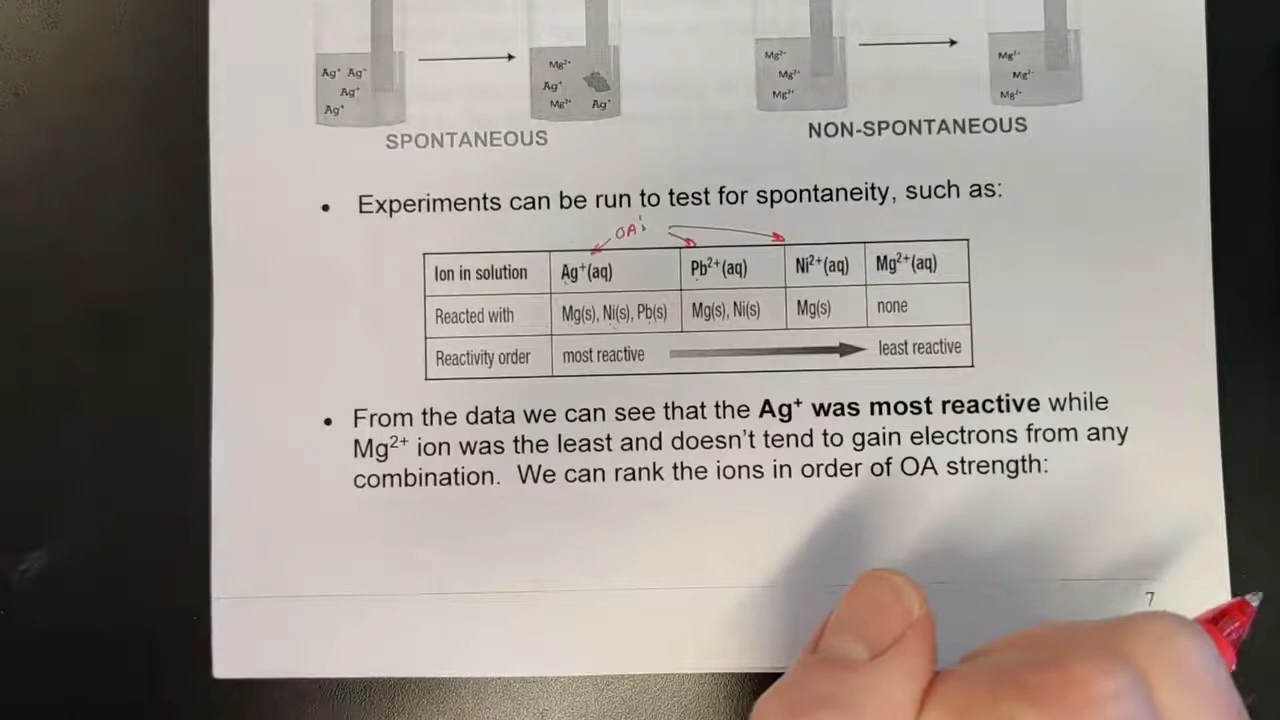 Ag⁺ Ag⁺
Ag⁺
Ag⁺
Mg²⁺
Ag⁺
Mg²⁺ Ag⁺
SPONTANEOUS
Mg²⁺
Mg²⁺
Mg²⁺
Mg²⁺
Mg²⁺
Mg²⁺
NON-SPONTANEOUS
• Experiments can be run to test for spontaneity, such as:
OA's
Ion in solution Ag⁺(aq) Pb²⁺(aq) Ni²⁺(aq) Mg²⁺(aq)
Reacted with Mg(s), Ni(s), Pb(s) Mg(s), Ni(s) Mg(s) none
Reactivity order most reactive least reactive
• From the data we can see that the Ag⁺ was most reactive while
Mg²⁺ ion was the least and doesn't tend to gain electrons from any
combination. We can rank the ions in order of OA strength:
7